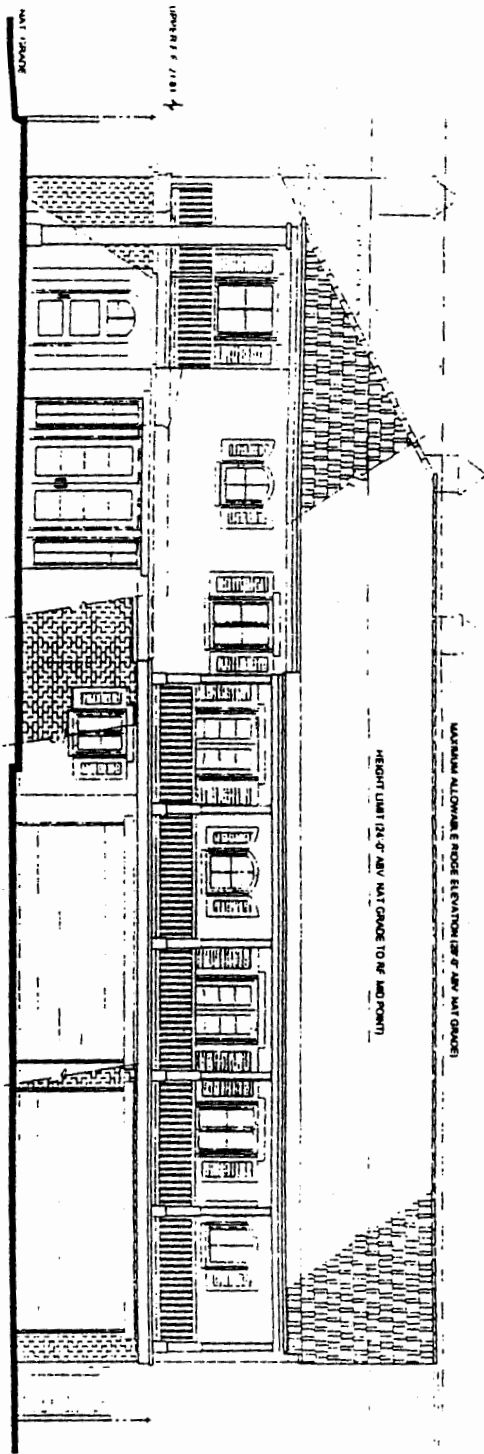 MAXIMUM ALLOWABLE RIDGE ELEVATION (28'-0" ABV NAT GRADE)
HEIGHT LIMIT (24'-0" ABV NAT GRADE TO RF MID POINT)
UPPER F.F.
NAT GRADE